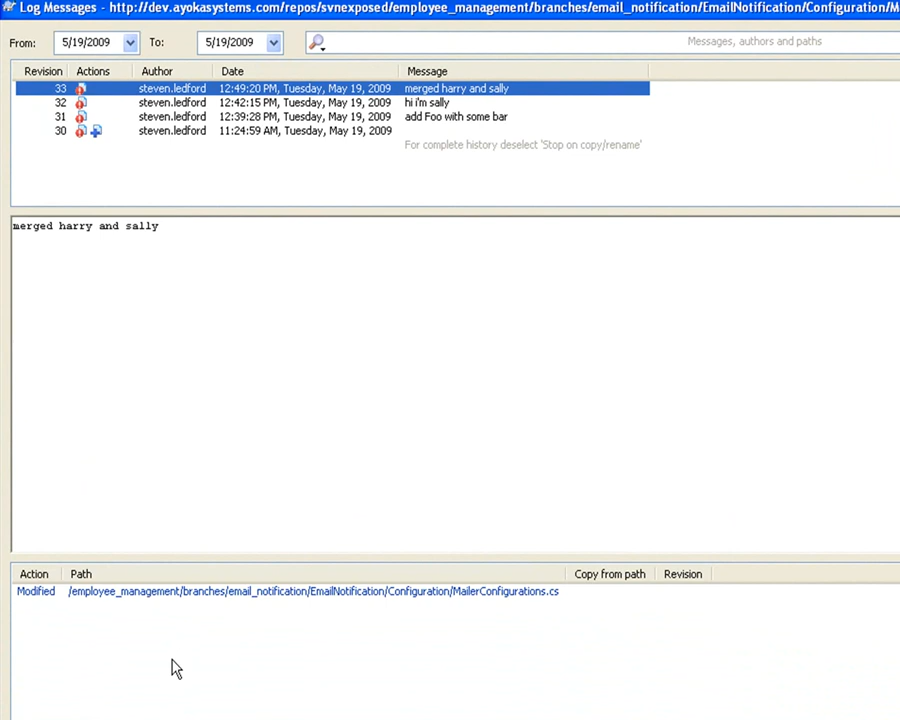 Log Messages - http://dev.ayokasystems.com/repos/svnexposed/employee_management/branches/email_notification/EmailNotification/Configuration/M
From: 5/19/2009 To: 5/19/2009 Messages, authors and paths
Revision Actions Author Date Message
33 steven.ledford 12:49:20 PM, Tuesday, May 19, 2009 merged harry and sally
32 steven.ledford 12:42:15 PM, Tuesday, May 19, 2009 hi i'm sally
31 steven.ledford 12:39:28 PM, Tuesday, May 19, 2009 add Foo with some bar
30 steven.ledford 11:24:59 AM, Tuesday, May 19, 2009
For complete history deselect 'Stop on copy/rename'
merged harry and sally
Action Path Copy from path Revision
Modified /employee_management/branches/email_notification/EmailNotification/Configuration/MailerConfigurations.cs